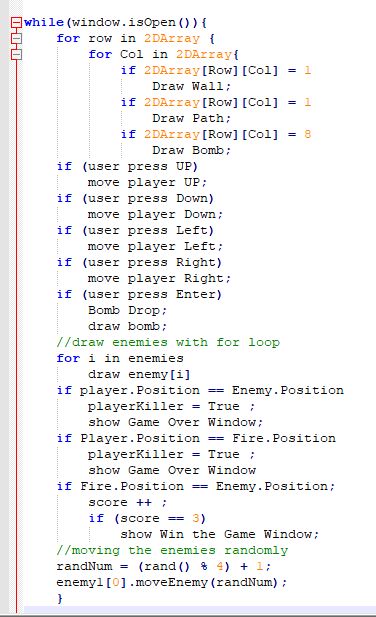 while(window.isOpen()){
for row in 2DArray {
for Col in 2DArray{
if 2DArray[Row][Col] = 1
Draw Wall;
if 2DArray[Row][Col] = 1
Draw Path;
if 2DArray[Row][Col] = 8
Draw Bomb;
if (user press UP)
move player UP;
if (user press Down)
move player Down;
if (user press Left)
move player Left;
if (user press Right)
move player Right;
if (user press Enter)
Bomb Drop;
draw bomb;
//draw enemies with for loop
for i in enemies
draw enemy[i]
if player.Position == Enemy.Position
playerKiller = True ;
show Game Over Window;
if Player.Position == Fire.Position
playerKiller = True ;
show Game Over Window
if Fire.Position == Enemy.Position;
score ++ ;
if (score == 3)
show Win the Game Window;
//moving the enemies randomly
randNum = (rand() % 4) + 1;
enemy1[0].moveEnemy(randNum);
}